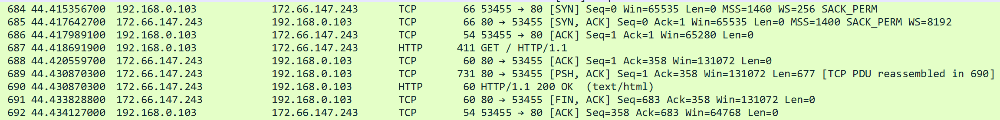 684 44.415356700 192.168.0.103 172.66.147.243 TCP 66 53455 → 80 [SYN] Seq=0 Win=65535 Len=0 MSS=1460 WS=256 SACK_PERM
685 44.417642700 172.66.147.243 192.168.0.103 TCP 66 80 → 53455 [SYN, ACK] Seq=0 Ack=1 Win=65535 Len=0 MSS=1400 SACK_PERM WS=8192
686 44.417989100 192.168.0.103 172.66.147.243 TCP 54 53455 → 80 [ACK] Seq=1 Ack=1 Win=65280 Len=0
687 44.418691900 192.168.0.103 172.66.147.243 HTTP 411 GET / HTTP/1.1
688 44.420559700 172.66.147.243 192.168.0.103 TCP 60 80 → 53455 [ACK] Seq=1 Ack=358 Win=131072 Len=0
689 44.430870300 172.66.147.243 192.168.0.103 TCP 731 80 → 53455 [PSH, ACK] Seq=1 Ack=358 Win=131072 Len=677 [TCP PDU reassembled in 690]
690 44.430870300 172.66.147.243 192.168.0.103 HTTP 60 HTTP/1.1 200 OK  (text/html)
691 44.433828800 172.66.147.243 192.168.0.103 TCP 60 80 → 53455 [FIN, ACK] Seq=683 Ack=358 Win=131072 Len=0
692 44.434127000 192.168.0.103 172.66.147.243 TCP 54 53455 → 80 [ACK] Seq=358 Ack=683 Win=64768 Len=0